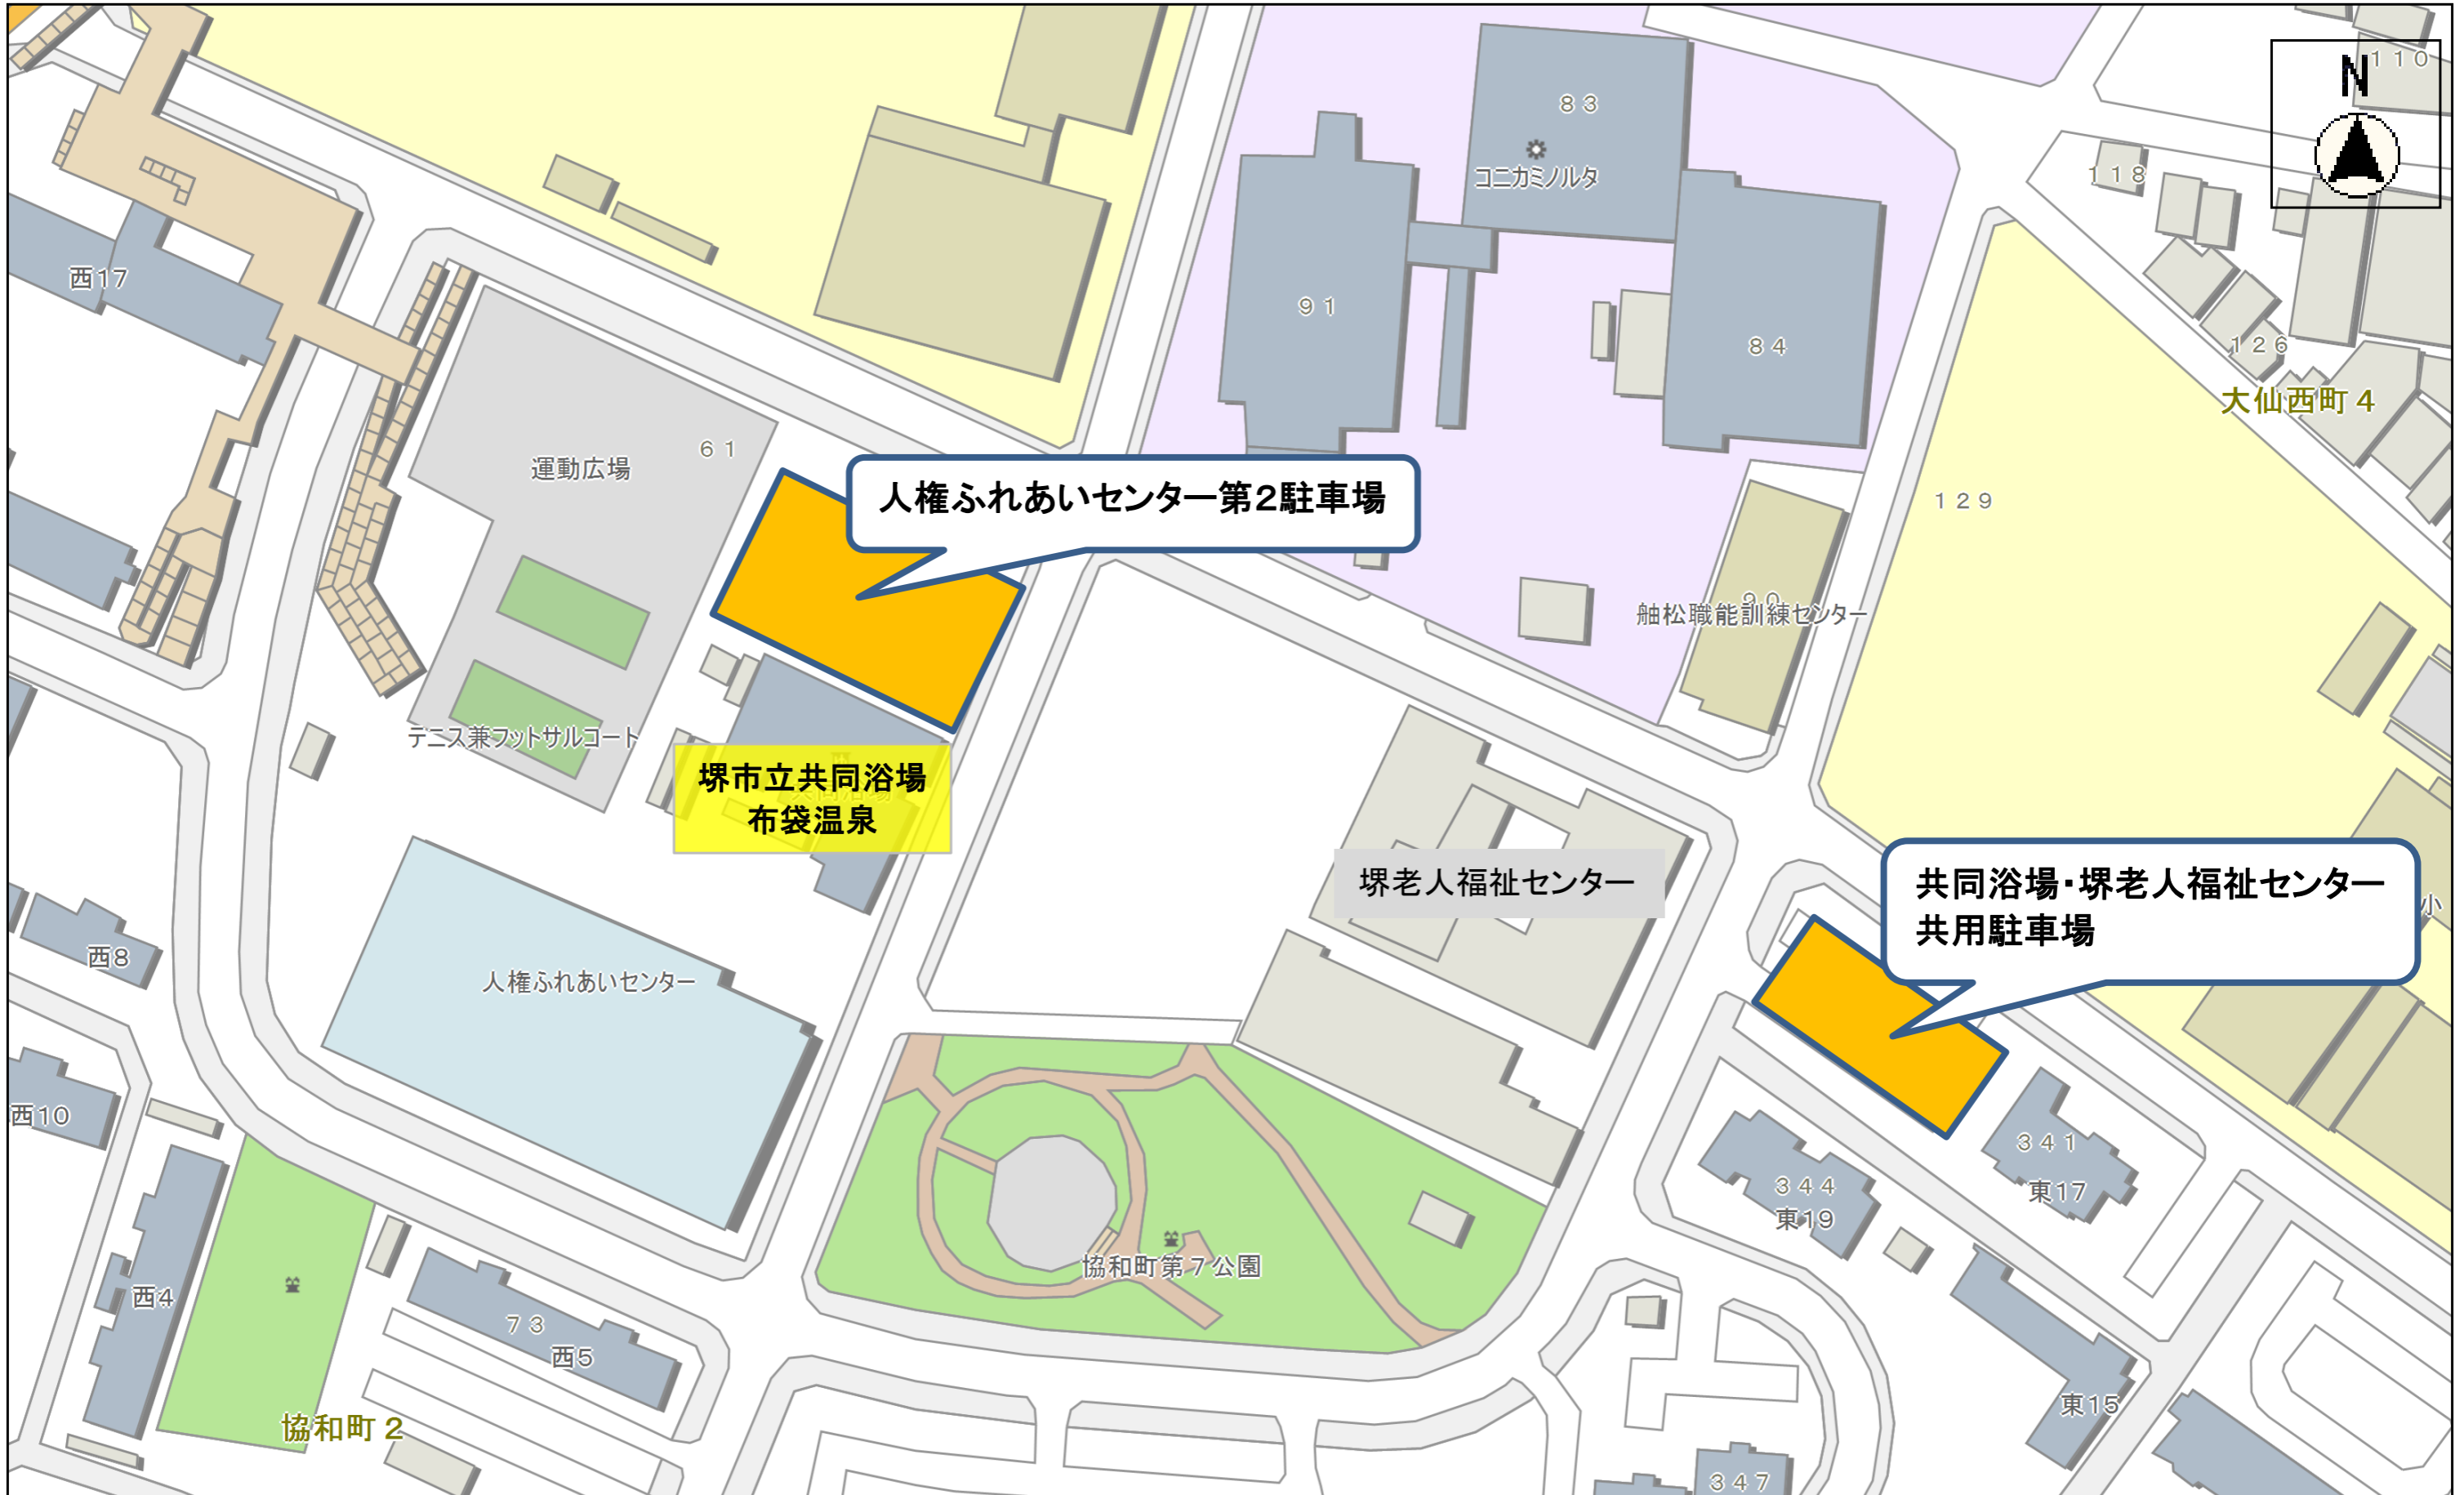 N
110
83
コニカミノルタ
118
西17
91
84
126
大仙西町4
61
運動広場
人権ふれあいセンター第2駐車場
129
90
舳松職能訓練センター
テニス兼フットサルコート
堺市立共同浴場
布袋温泉
堺老人福祉センター
共同浴場・堺老人福祉センター
共用駐車場
小
西8
人権ふれあいセンター
西10
341
東17
344
東19
協和町第7公園
西4
73
西5
東15
協和町2
347